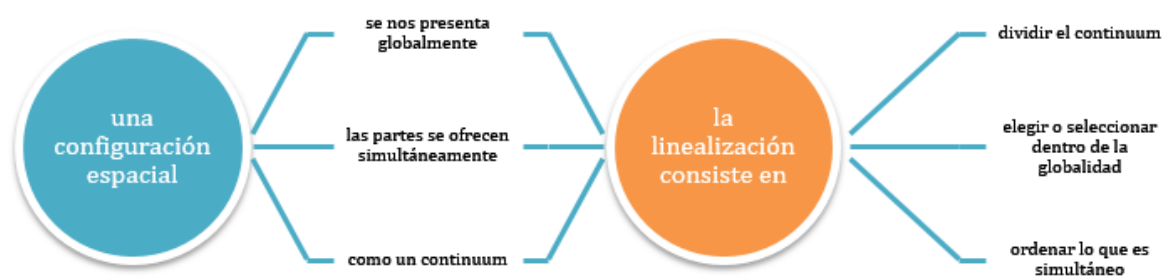 una
configuración
espacial
se nos presenta
globalmente
las partes se ofrecen
simultáneamente
como un continuum
la
linealización
consiste en
dividir el continuum
elegir o seleccionar
dentro de la
globalidad
ordenar lo que es
simultáneo